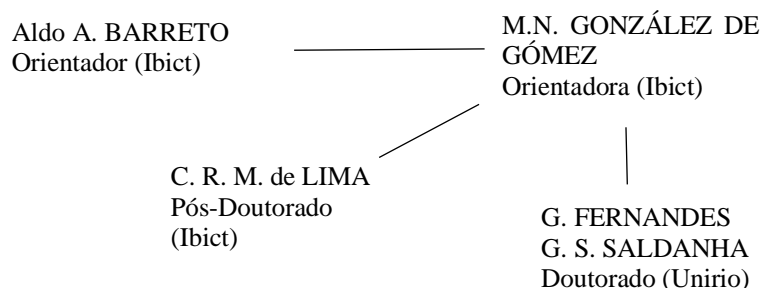 Aldo A. BARRETO
Orientador (Ibict)
M.N. GONZÁLEZ DE
GÓMEZ
Orientadora (Ibict)
C. R. M. de LIMA
Pós-Doutorado
(Ibict)
G. FERNANDES
G. S. SALDANHA
Doutorado (Unirio)